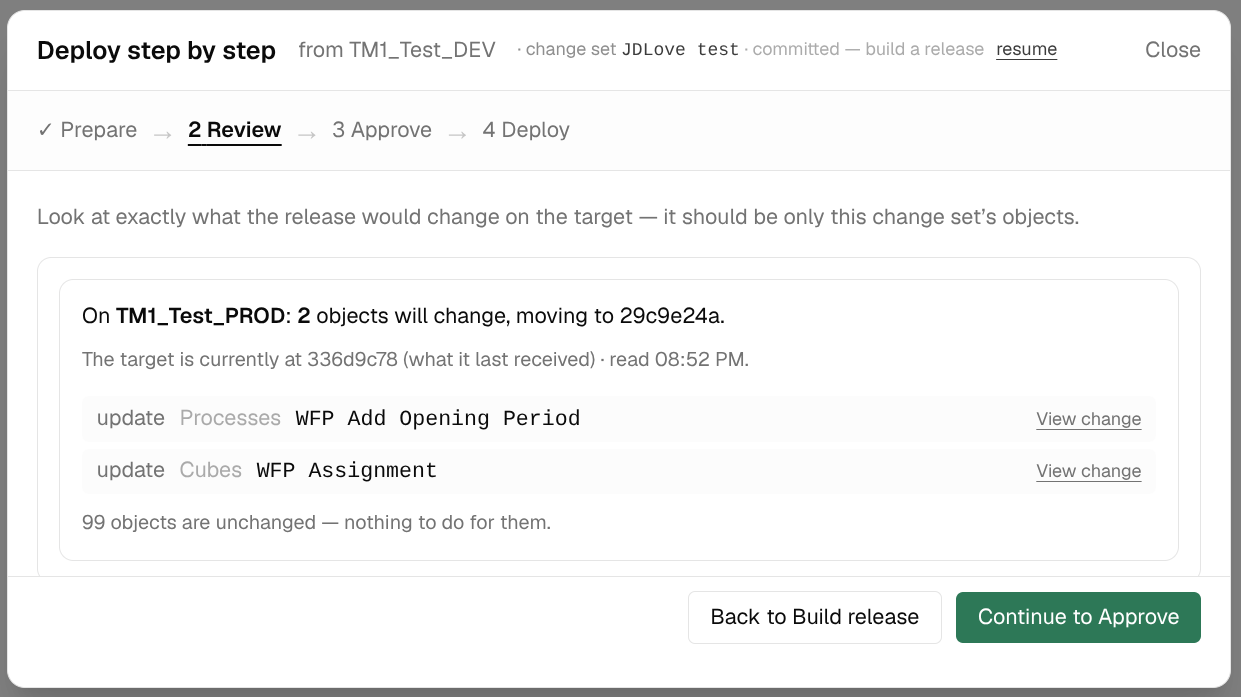 Deploy step by step from TM1_Test_DEV · change set JDLove test · committed — build a release resume Close
✓ Prepare → 2 Review → 3 Approve → 4 Deploy
Look at exactly what the release would change on the target — it should be only this change set’s objects.
On TM1_Test_PROD: 2 objects will change, moving to 29c9e24a.
The target is currently at 336d9c78 (what it last received) · read 08:52 PM.
update Processes WFP Add Opening Period View change
update Cubes WFP Assignment View change
99 objects are unchanged — nothing to do for them.
Back to Build release Continue to Approve